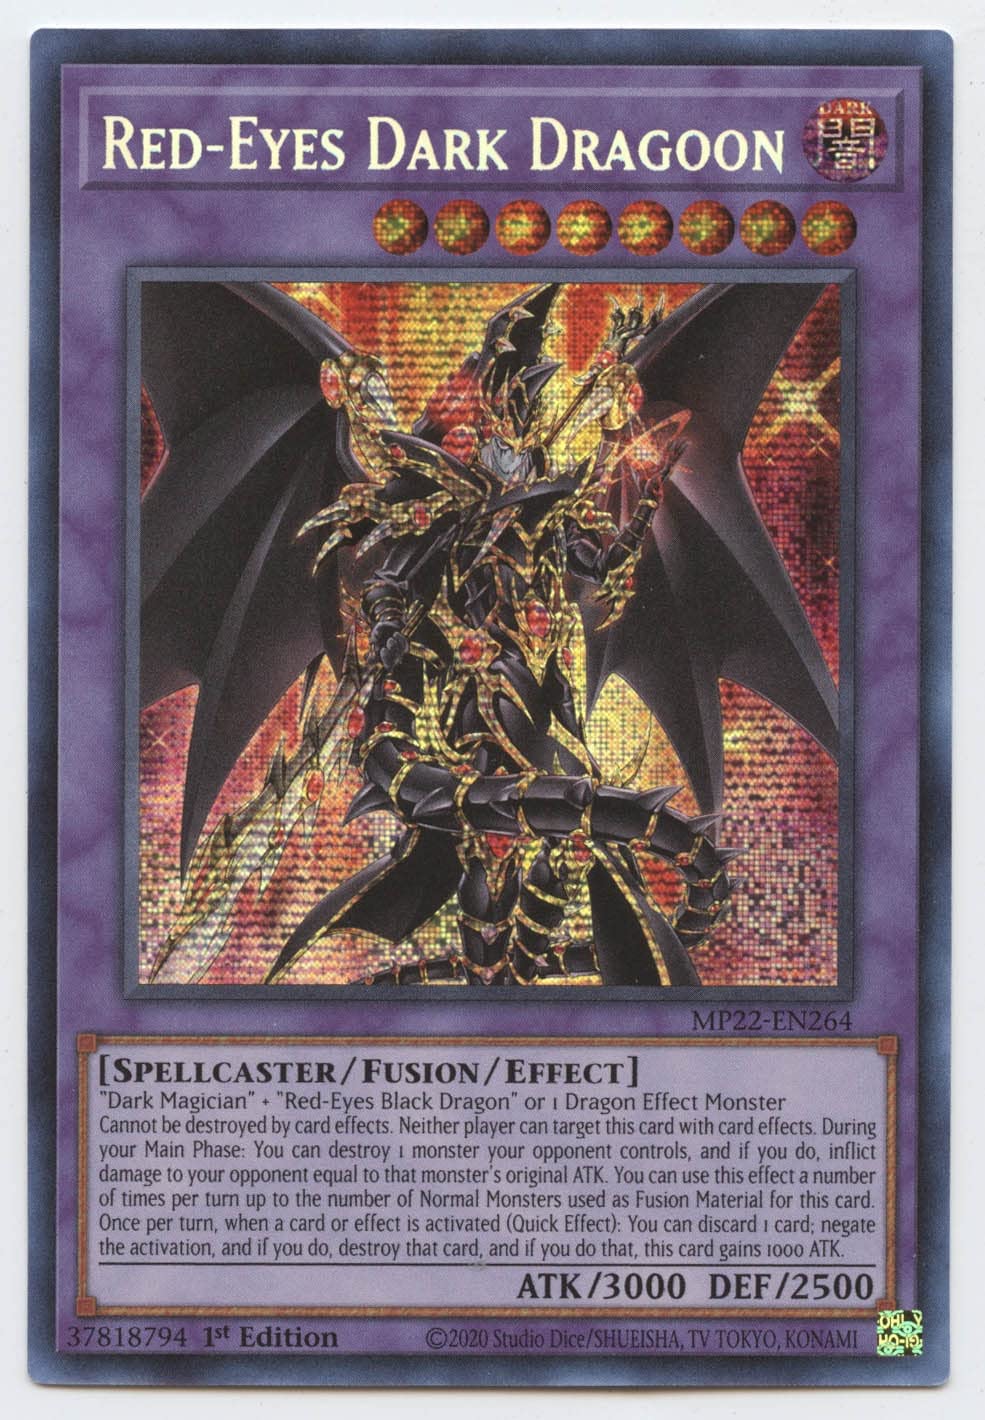 RED-EYES DARK DRAGOON
DARK
闇
MP22-EN264
[SPELLCASTER/FUSION/EFFECT]
"Dark Magician" + "Red-Eyes Black Dragon" or 1 Dragon Effect Monster
Cannot be destroyed by card effects. Neither player can target this card with card effects. During
your Main Phase: You can destroy 1 monster your opponent controls, and if you do, inflict
damage to your opponent equal to that monster's original ATK. You can use this effect a number
of times per turn up to the number of Normal Monsters used as Fusion Material for this card.
Once per turn, when a card or effect is activated (Quick Effect): You can discard 1 card; negate
the activation, and if you do, destroy that card, and if you do that, this card gains 1000 ATK.
ATK/3000 DEF/2500
37818794 1st Edition ©2020 Studio Dice/SHUEISHA, TV TOKYO, KONAMI